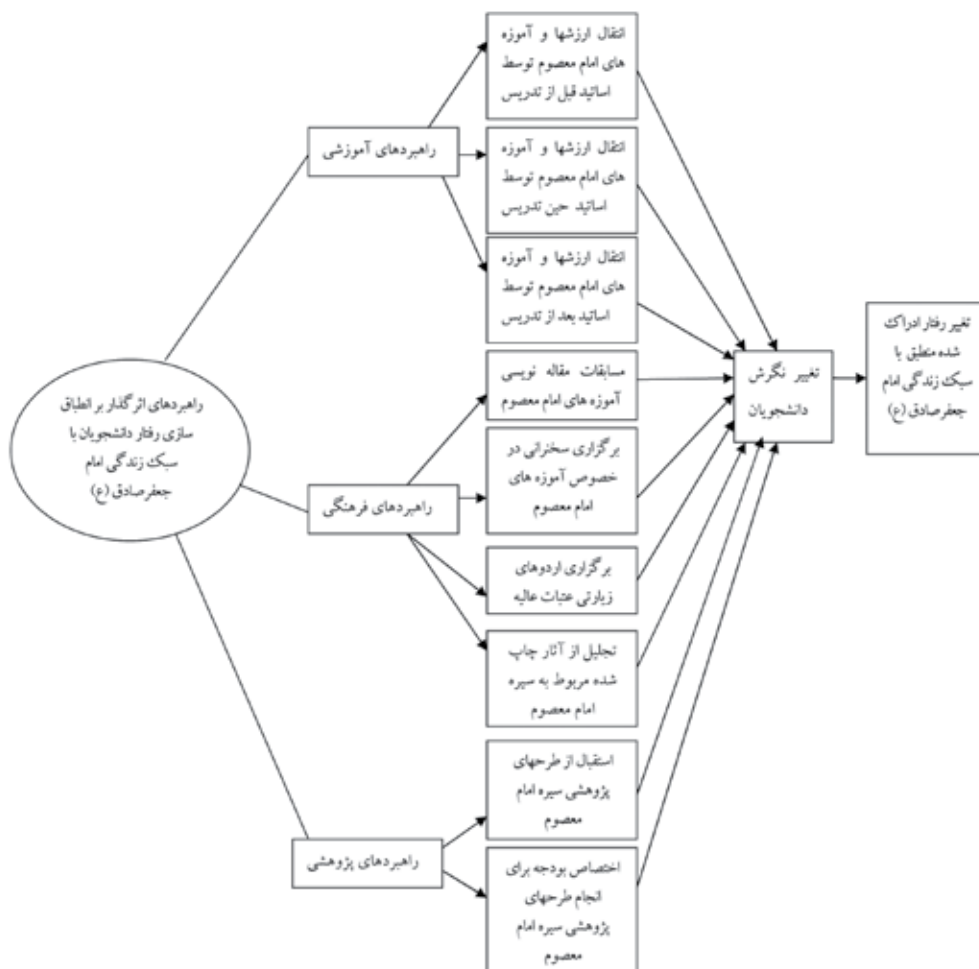 راهبردهای اثرگذار بر انطباق
سازی رفتار دانشجویان با
سبک زندگی امام
جعفرصادق (ع)
راهبردهای آموزشی
انتقال ارزشها و آموزه
های امام معصوم توسط
اساتید قبل از تدریس
انتقال ارزشها و آموزه
های امام معصوم توسط
اساتید حین تدریس
انتقال ارزشها و آموزه
های امام معصوم توسط
اساتید بعد از تدریس
راهبردهای فرهنگی
مسابقات مقاله نویسی
آموزه های امام معصوم
برگزاری سخنرانی در
خصوص آموزه های
امام معصوم
برگزاری اردوهای
زیارتی عتبات عالیه
تجلیل از آثار چاپ
شده مربوط به سیره
امام معصوم
راهبردهای پژوهشی
استقبال از طرحهای
پژوهشی سیره امام
معصوم
اختصاص بودجه برای
انجام طرحهای
پژوهشی سیره امام
معصوم
تغییر نگرش
دانشجویان
تغییر رفتار ادراک
شده منطبق با
سبک زندگی امام
جعفرصادق (ع)